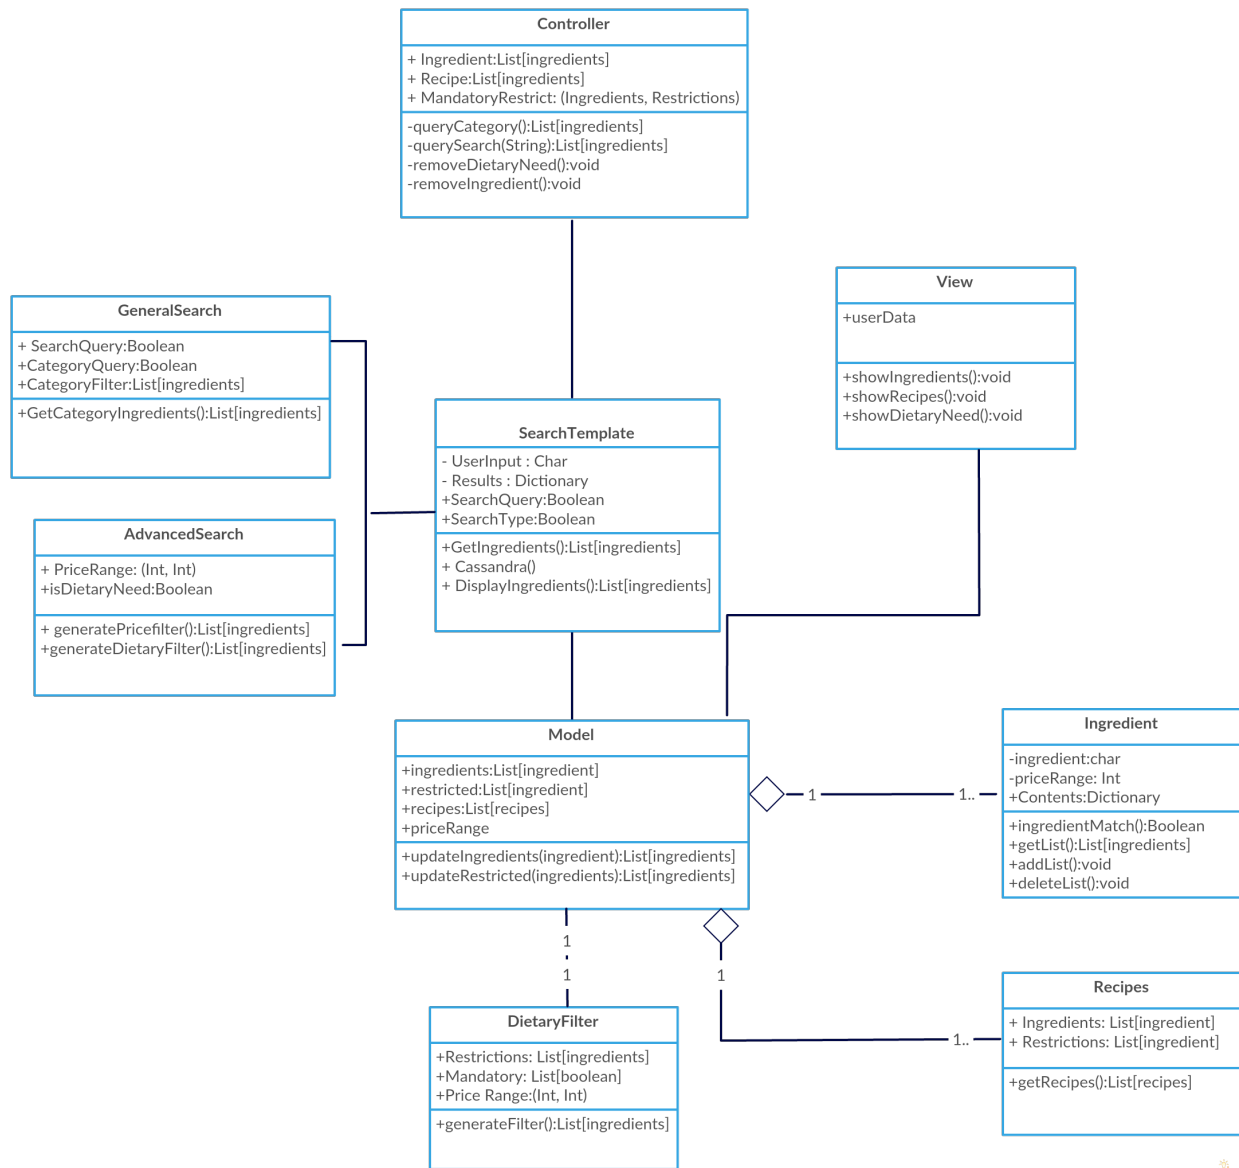 Controller
+ Ingredient:List[ingredients]
+ Recipe:List[ingredients]
+ MandatoryRestrict: (Ingredients, Restrictions)
-queryCategory():List[ingredients]
-querySearch(String):List[ingredients]
-removeDietaryNeed():void
-removeIngredient():void
GeneralSearch
+ SearchQuery:Boolean
+CategoryQuery:Boolean
+CategoryFilter:List[ingredients]
+GetCategoryIngredients():List[ingredients]
View
+userData
+showIngredients():void
+showRecipes():void
+showDietaryNeed():void
SearchTemplate
- UserInput : Char
- Results : Dictionary
+SearchQuery:Boolean
+SearchType:Boolean
+GetIngredients():List[ingredients]
+ Cassandra()
+ DisplayIngredients():List[ingredients]
AdvancedSearch
+ PriceRange: (Int, Int)
+isDietaryNeed:Boolean
+ generatePricefilter():List[ingredients]
+generateDietaryFilter():List[ingredients]
Model
+ingredients:List[ingredient]
+restricted:List[ingredient]
+recipes:List[recipes]
+priceRange
+updateIngredients(ingredient):List[ingredients]
+updateRestricted(ingredients):List[ingredients]
1
1..
Ingredient
-ingredient:char
-priceRange: Int
+Contents:Dictionary
+ingredientMatch():Boolean
+getList():List[ingredients]
+addList():void
+deleteList():void
1
1
1
1..
DietaryFilter
+Restrictions: List[ingredients]
+Mandatory: List[boolean]
+Price Range:(Int, Int)
+generateFilter():List[ingredients]
Recipes
+ Ingredients: List[ingredient]
+ Restrictions: List[ingredient]
+getRecipes():List[recipes]